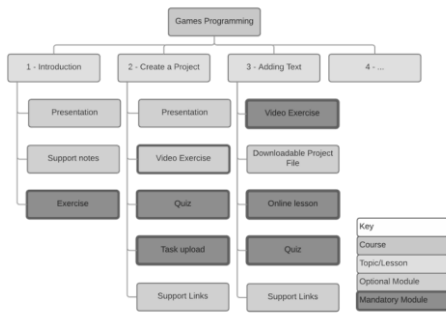 Games Programming
1 - Introduction
2 - Create a Project
3 - Adding Text
4 - ...
Presentation
Support notes
Exercise
Presentation
Video Exercise
Quiz
Task upload
Support Links
Video Exercise
Downloadable Project
File
Online lesson
Quiz
Support Links
Key
Course
Topic/Lesson
Optional Module
Mandatory Module